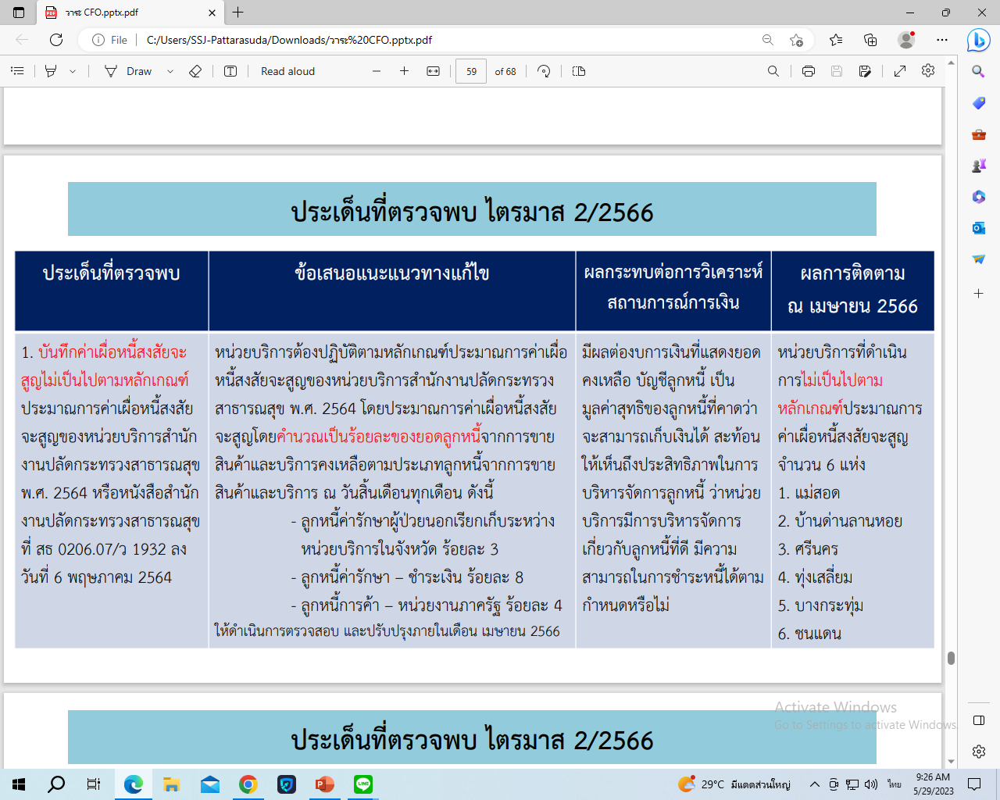 วาระ CFO.pptx.pdf
File
C:/Users/SSJ-Pattarasuda/Downloads/วาระ%20CFO.pptx.pdf
Draw
Read aloud
59 of 68
ประเด็นที่ตรวจพบ ไตรมาส 2/2566
ประเด็นที่ตรวจพบ
ข้อเสนอแนะแนวทางแก้ไข
ผลกระทบต่อการวิเคราะห์
สถานการณ์การเงิน
ผลการติดตาม
ณ เมษายน 2566
1. บันทึกค่าเผื่อหนี้สงสัยจะ
สูญไม่เป็นไปตามหลักเกณฑ์
ประมาณการค่าเผื่อหนี้สงสัย
จะสูญของหน่วยบริการสำนัก
งานปลัดกระทรวงสาธารณสุข
พ.ศ. 2564 หรือหนังสือสำนัก
งานปลัดกระทรวงสาธารณสุข
ที่ สธ 0206.07/ว 1932 ลง
วันที่ 6 พฤษภาคม 2564
หน่วยบริการต้องปฏิบัติตามหลักเกณฑ์ประมาณการค่าเผื่อ
หนี้สงสัยจะสูญของหน่วยบริการสำนักงานปลัดกระทรวง
สาธารณสุข พ.ศ. 2564 โดยประมาณการค่าเผื่อหนี้สงสัย
จะสูญโดยคำนวณเป็นร้อยละของยอดลูกหนี้จากการขาย
สินค้าและบริการคงเหลือตามประเภทลูกหนี้จากการขาย
สินค้าและบริการ ณ วันสิ้นเดือนทุกเดือน ดังนี้
- ลูกหนี้ค่ารักษาผู้ป่วยนอกเรียกเก็บระหว่าง
หน่วยบริการในจังหวัด ร้อยละ 3
- ลูกหนี้ค่ารักษา – ชำระเงิน ร้อยละ 8
- ลูกหนี้การค้า – หน่วยงานภาครัฐ ร้อยละ 4
ให้ดำเนินการตรวจสอบ และปรับปรุงภายในเดือน เมษายน 2566
มีผลต่องบการเงินที่แสดงยอด
คงเหลือ บัญชีลูกหนี้ เป็น
มูลค่าสุทธิของลูกหนี้ที่คาดว่า
จะสามารถเก็บเงินได้ สะท้อน
ให้เห็นถึงประสิทธิภาพในการ
บริหารจัดการลูกหนี้ ว่าหน่วย
บริการมีการบริหารจัดการ
เกี่ยวกับลูกหนี้ที่ดี มีความ
สามารถในการชำระหนี้ได้ตาม
กำหนดหรือไม่
หน่วยบริการที่ดำเนิน
การไม่เป็นไปตาม
หลักเกณฑ์ประมาณการ
ค่าเผื่อหนี้สงสัยจะสูญ
จำนวน 6 แห่ง
1. แม่สอด
2. บ้านด่านลานหอย
3. ศรีนคร
4. ทุ่งเสลี่ยม
5. บางกระทุ่ม
6. ชนแดน
ประเด็นที่ตรวจพบ ไตรมาส 2/2566
Activate Windows
Go to Settings to activate Windows.
29°C มีแดดส่วนใหญ่
ไทย
9:26 AM
5/29/2023